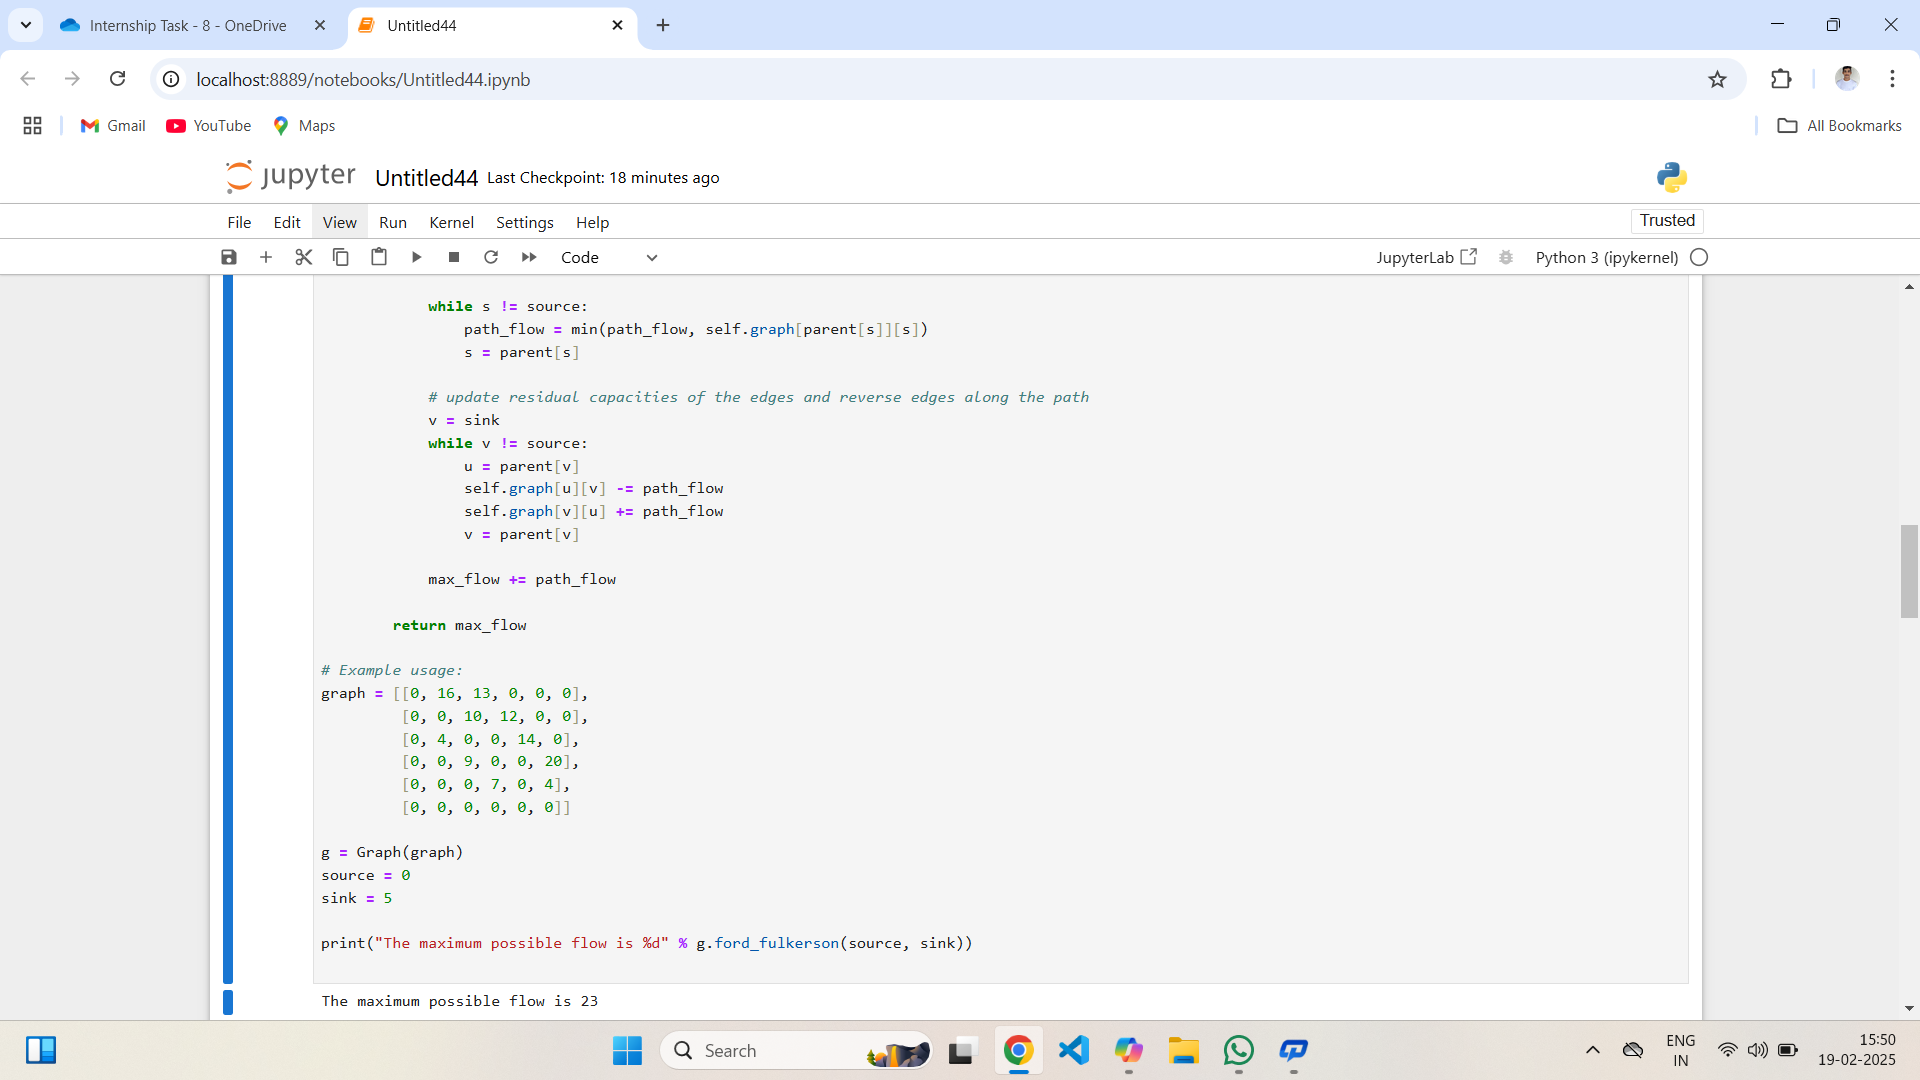 Internship Task - 8 - OneDrive
Untitled44
localhost:8889/notebooks/Untitled44.ipynb
Gmail
YouTube
Maps
All Bookmarks
jupyter
Untitled44
Last Checkpoint: 18 minutes ago
File
Edit
View
Run
Kernel
Settings
Help
Trusted
Code
JupyterLab
Python 3 (ipykernel)
            while s != source:
                path_flow = min(path_flow, self.graph[parent[s]][s])
                s = parent[s]
            # update residual capacities of the edges and reverse edges along the path
            v = sink
            while v != source:
                u = parent[v]
                self.graph[u][v] -= path_flow
                self.graph[v][u] += path_flow
                v = parent[v]
            max_flow += path_flow
        return max_flow
# Example usage:
graph = [[0, 16, 13, 0, 0, 0],
         [0, 0, 10, 12, 0, 0],
         [0, 4, 0, 0, 14, 0],
         [0, 0, 9, 0, 0, 20],
         [0, 0, 0, 7, 0, 4],
         [0, 0, 0, 0, 0, 0]]
g = Graph(graph)
source = 0
sink = 5
print("The maximum possible flow is %d" % g.ford_fulkerson(source, sink))
The maximum possible flow is 23
Search
ENG
IN
15:50
19-02-2025